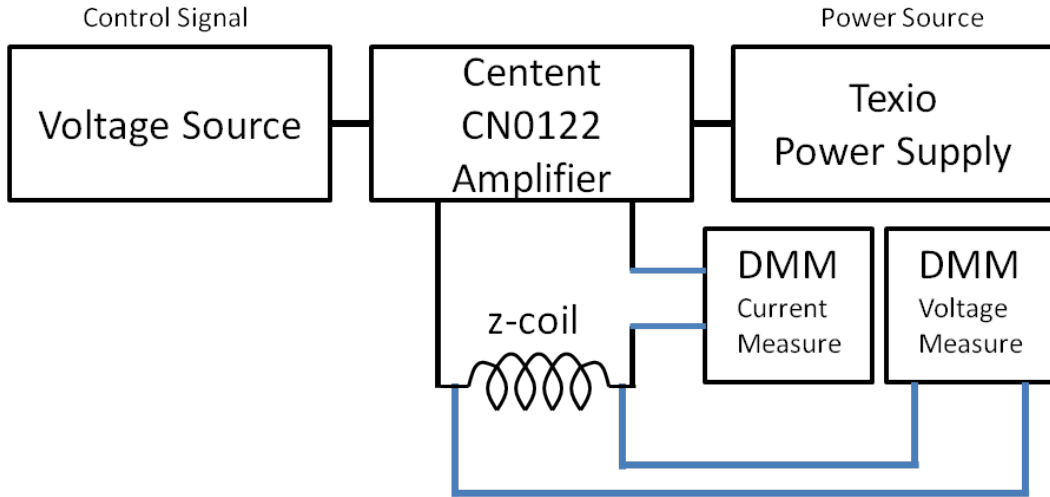 Control Signal
Power Source
Voltage Source
Centent
CN0122
Amplifier
Texio
Power Supply
DMM
Current
Measure
DMM
Voltage
Measure
z-coil